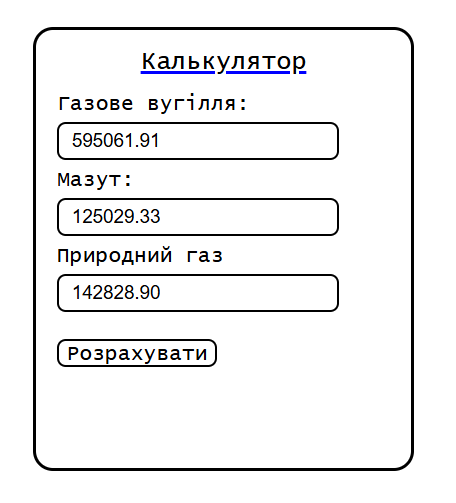 Калькулятор
Газове вугілля:
595061.91
Мазут:
125029.33
Природний газ
142828.90
Розрахувати